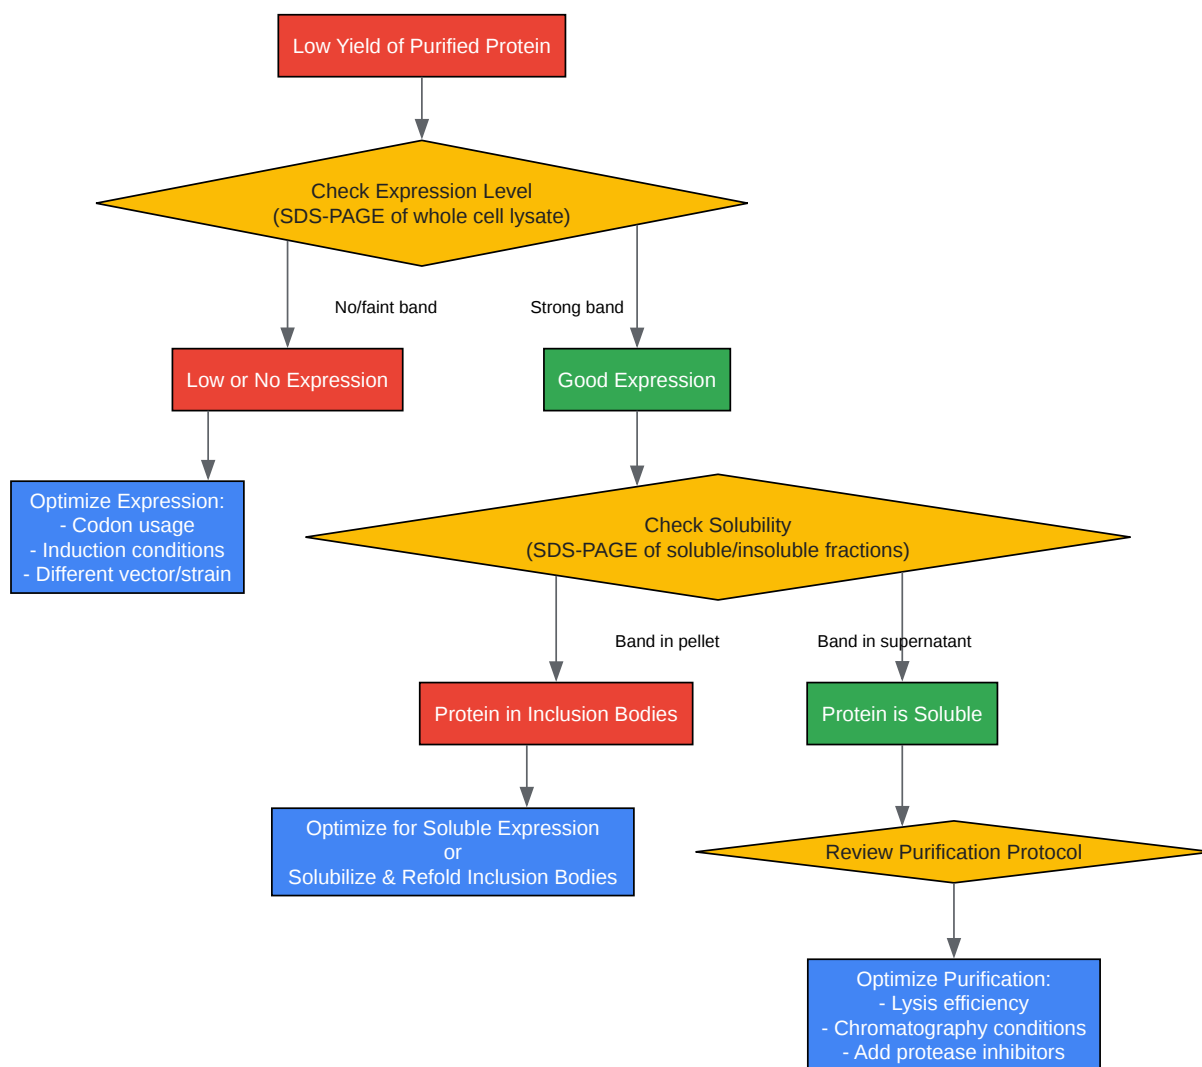 Low Yield of Purified Protein
Check Expression Level
(SDS-PAGE of whole cell lysate)
No/faint band
Strong band
Low or No Expression
Good Expression
Optimize Expression:
- Codon usage
- Induction conditions
- Different vector/strain
Check Solubility
(SDS-PAGE of soluble/insoluble fractions)
Band in pellet
Band in supernatant
Protein in Inclusion Bodies
Protein is Soluble
Optimize for Soluble Expression
or
Solubilize & Refold Inclusion Bodies
Review Purification Protocol
Optimize Purification:
- Lysis efficiency
- Chromatography conditions
- Add protease inhibitors